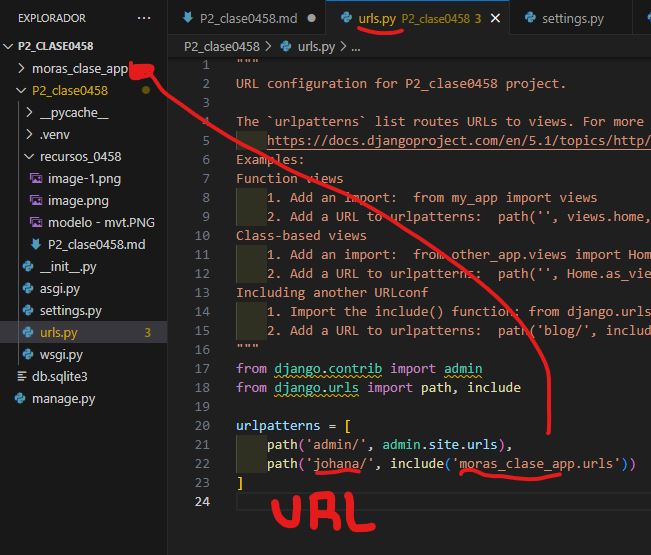 EXPLORADOR ...
P2_CLASE0458
moras_clase_app
P2_clase0458
__pycache__
.venv
recursos_0458
image-1.png
image.png
modelo - mvt.PNG
P2_clase0458.md
__init__.py
asgi.py
settings.py
urls.py 3
wsgi.py
db.sqlite3
manage.py
P2_clase0458.md urls.py P2_clase0458 3 settings.py
P2_clase0458 > urls.py > ...
1 """
2 URL configuration for P2_clase0458 project.
3
4 The `urlpatterns` list routes URLs to views. For more
5 https://docs.djangoproject.com/en/5.1/topics/http/
6 Examples:
7 Function views
8 1. Add an import: from my_app import views
9 2. Add a URL to urlpatterns: path('', views.home,
10 Class-based views
11 1. Add an import: from other_app.views import Hom
12 2. Add a URL to urlpatterns: path('', Home.as_vie
13 Including another URLconf
14 1. Import the include() function: from django.urls
15 2. Add a URL to urlpatterns: path('blog/', includ
16 """
17 from django.contrib import admin
18 from django.urls import path, include
19
20 urlpatterns = [
21 path('admin/', admin.site.urls),
22 path('johana/', include('moras_clase_app.urls'))
23 ]
24
URL